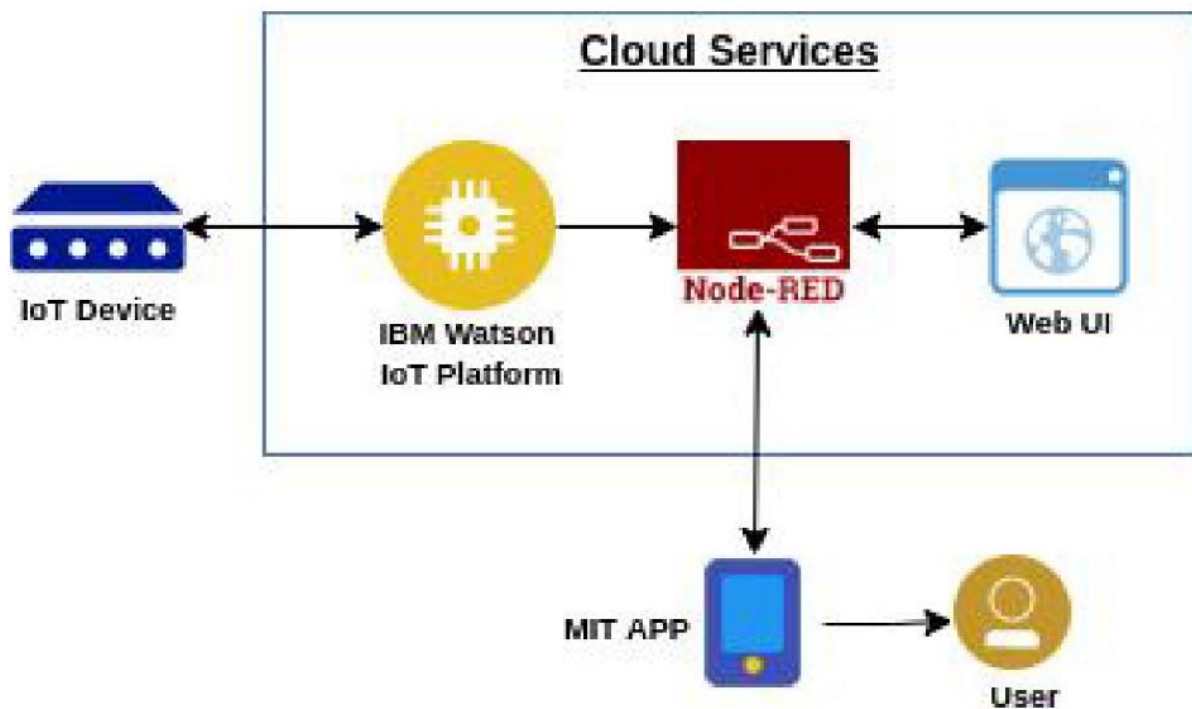 Cloud Services
IoT Device
IBM Watson
IoT Platform
Node-RED
Web UI
MIT APP
User